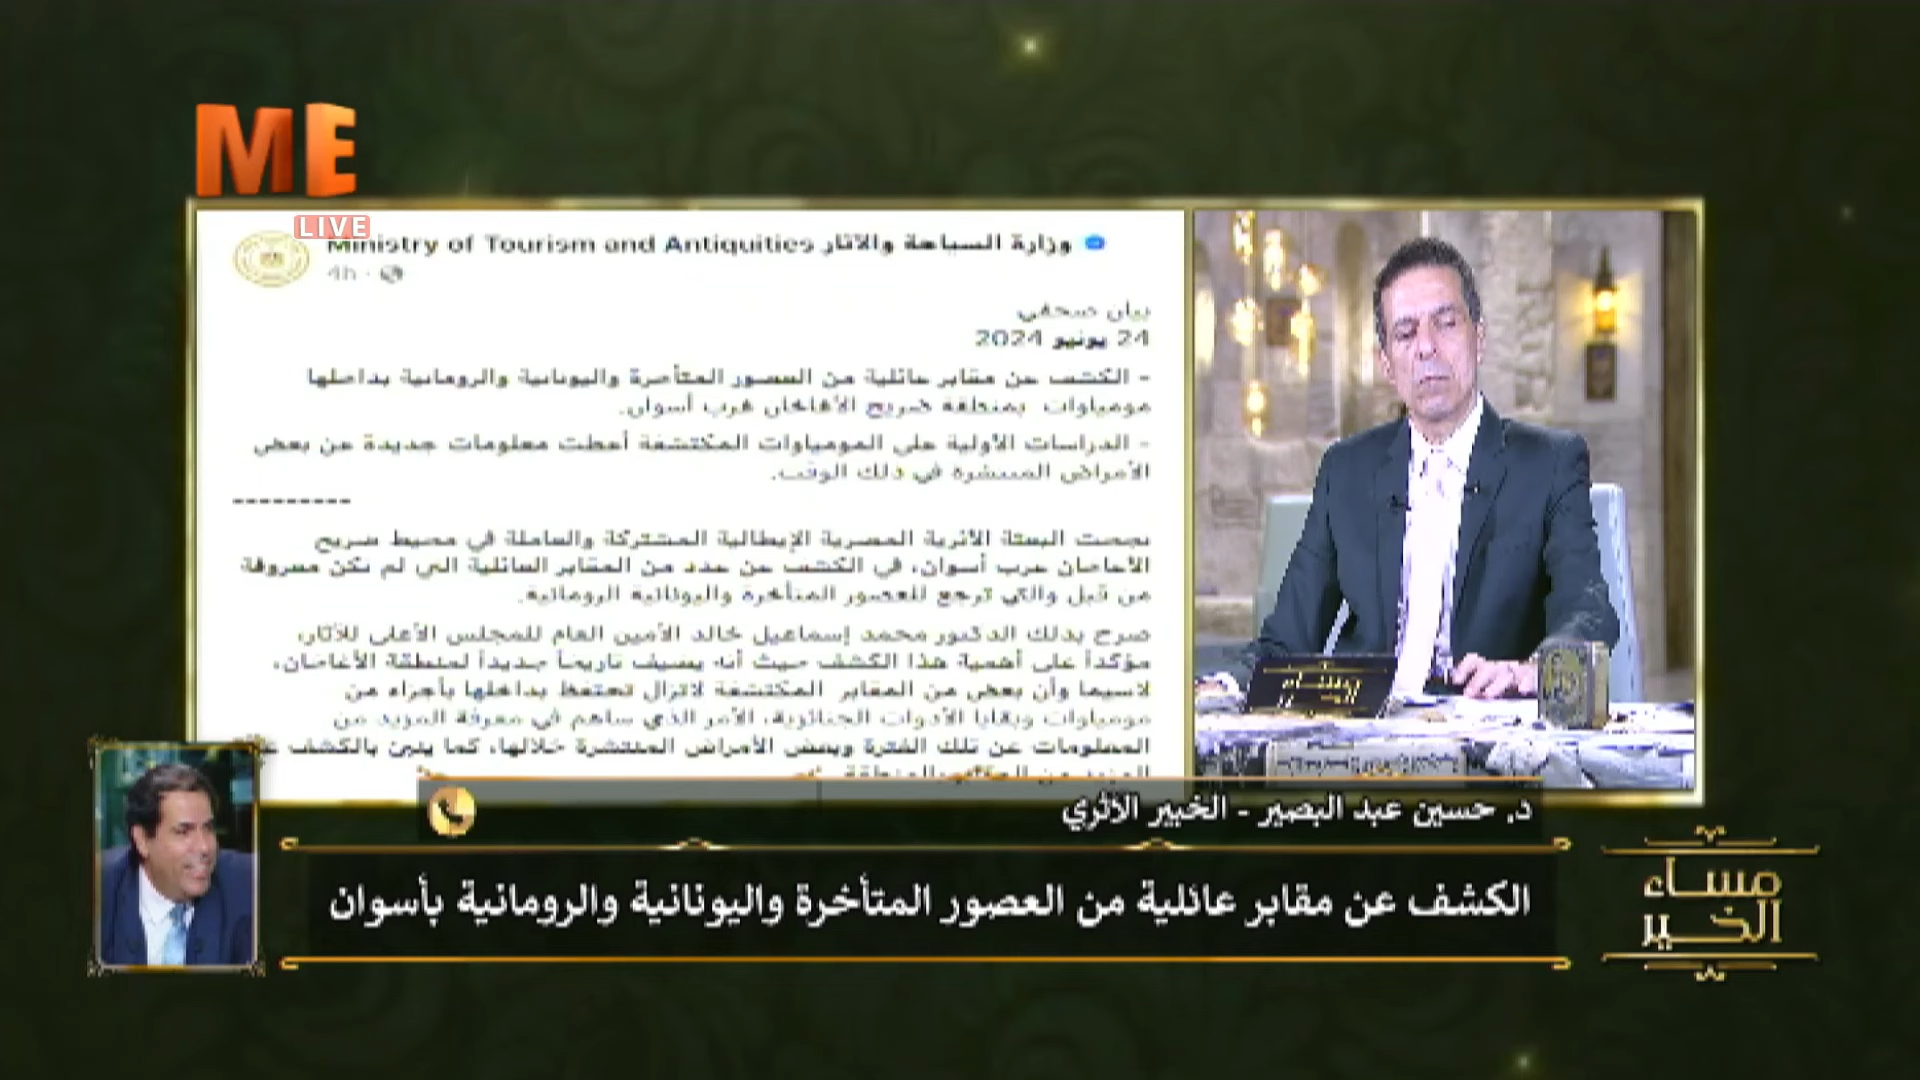 ME
LIVE
Ministry of Tourism and Antiquities وزارة السياحة والآثار
4h
بيان صحفي
24 يونيو 2024
- الكشف عن مقابر عائلية من العصور المتأخرة واليونانية والرومانية بداخلها
مومياوات بمنطقة ضريح الأغاخان غرب أسوان.
- الدراسات الأولية على المومياوات المكتشفة أعطت معلومات جديدة عن بعض
الأمراض المنتشرة في ذلك الوقت.
---------
نجحت البعثة الأثرية المصرية الإيطالية المشتركة والعاملة في محيط ضريح
الأغاخان غرب أسوان، في الكشف عن عدد من المقابر العائلية التي لم تكن معروفة
من قبل والتي ترجع للعصور المتأخرة واليونانية الرومانية.
صرح بذلك الدكتور محمد إسماعيل خالد الأمين العام للمجلس الأعلى للآثار،
مؤكداً على أهمية هذا الكشف حيث أنه يضيف تاريخاً جديداً لمنطقة الأغاخان،
لاسيما وأن بعض من المقابر المكتشفة لاتزال تحتفظ بداخلها بأجزاء من
مومياوات وبقايا الأدوات الجنائزية، الأمر الذي ساهم في معرفة المزيد من
المعلومات عن تلك الفترة وبعض الأمراض المنتشرة خلالها، كما ينبئ بالكشف
مساء
الخير
د. حسين عبد البصير - الخبير الاثري
الكشف عن مقابر عائلية من العصور المتأخرة واليونانية والرومانية بأسوان
مساء
الخير